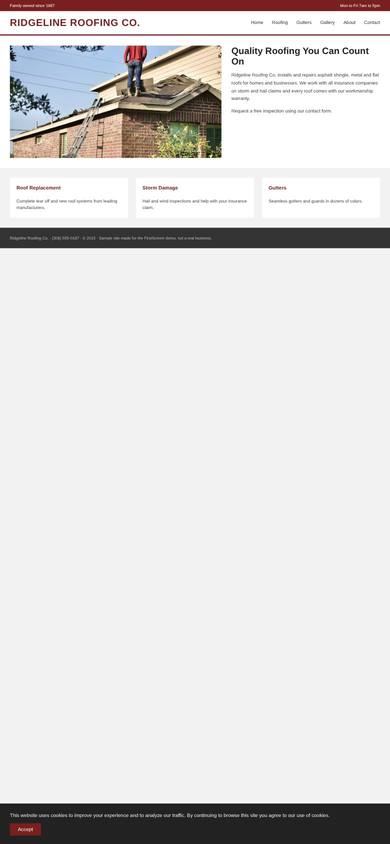 Family owned since 1987
Mon to Fri 7am to 5pm
RIDGELINE ROOFING CO.
Home Roofing Gutters Gallery About Contact
Quality Roofing You Can Count
On
Ridgeline Roofing Co. installs and repairs asphalt shingle, metal and flat
roofs for homes and businesses. We work with all insurance companies
on storm and hail claims and every roof comes with our workmanship
warranty.
Request a free inspection using our contact form.
Roof Replacement
Complete tear off and new roof systems from leading
manufacturers.
Storm Damage
Hail and wind inspections and help with your insurance
claim.
Gutters
Seamless gutters and guards in dozens of colors.
Ridgeline Roofing Co. ·
This website uses cookies to improve your experience and to analyze our traffic. By continuing to browse this site you agree to our use of cookies.
Accept